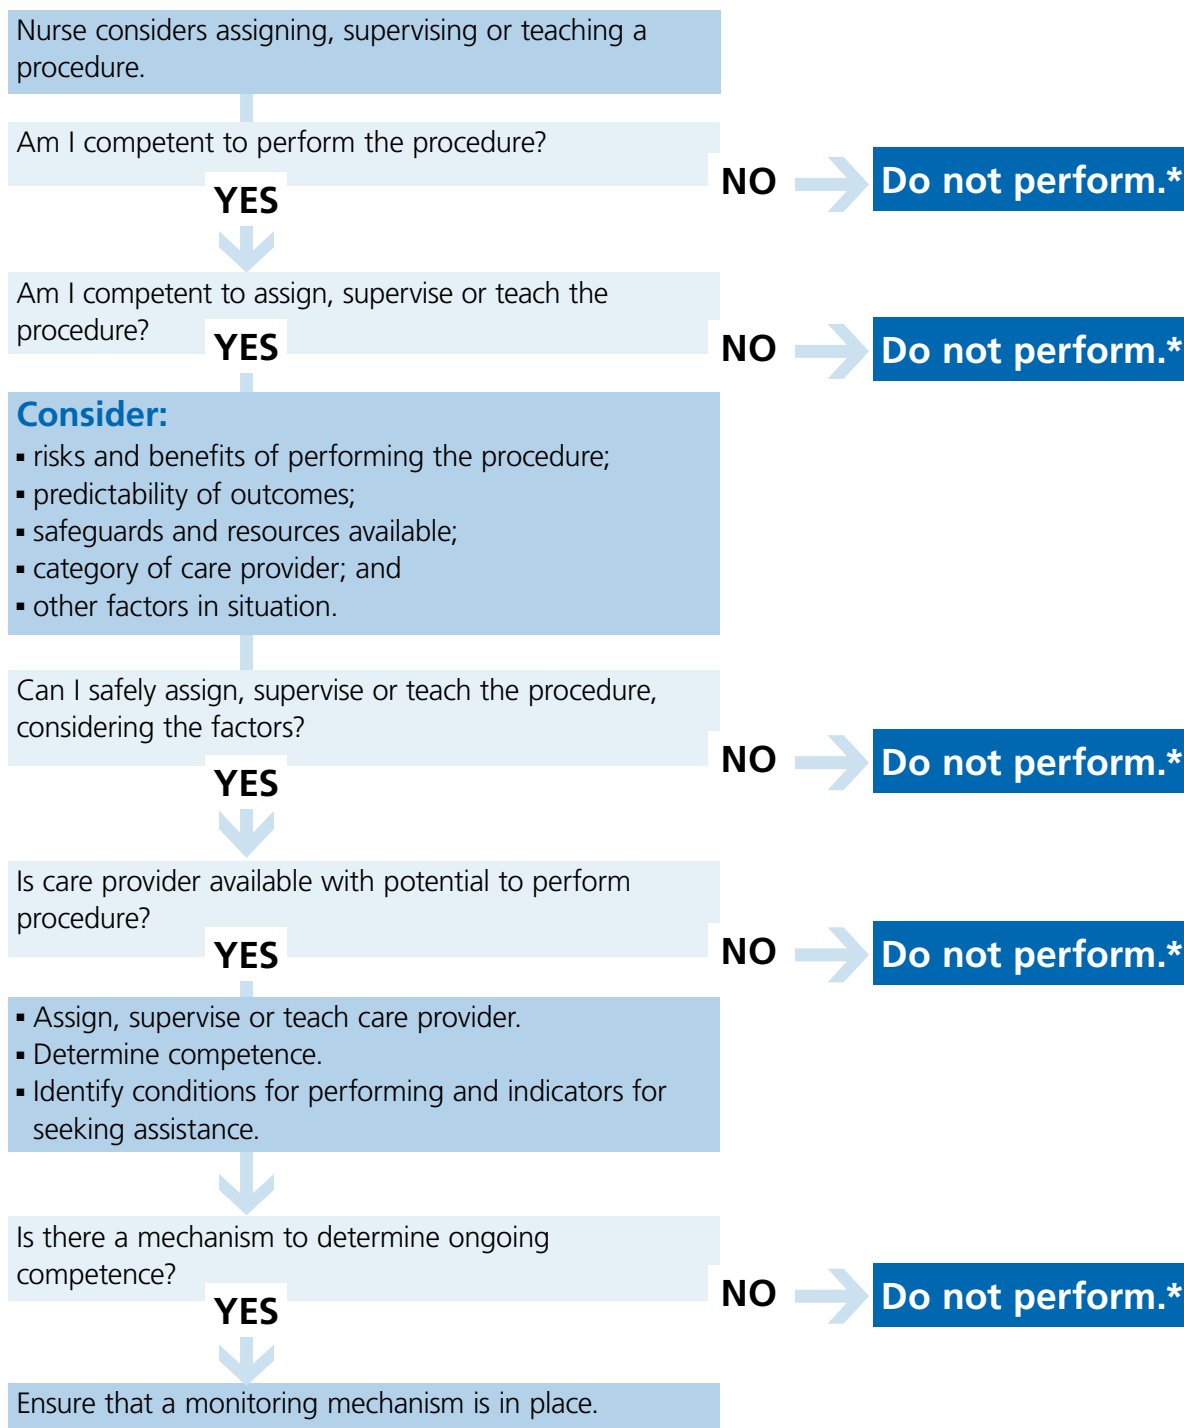 Nurse considers assigning, supervising or teaching a
procedure.
Am I competent to perform the procedure?
NO
Do not perform.*
YES
Am I competent to assign, supervise or teach the
procedure?
YES
NO
Do not perform.*
Consider:
▪ risks and benefits of performing the procedure;
▪ predictability of outcomes;
▪ safeguards and resources available;
▪ category of care provider; and
▪ other factors in situation.
Can I safely assign, supervise or teach the procedure,
considering the factors?
NO
Do not perform.*
YES
Is care provider available with potential to perform
procedure?
YES
NO
Do not perform.*
▪ Assign, supervise or teach care provider.
▪ Determine competence.
▪ Identify conditions for performing and indicators for
seeking assistance.
Is there a mechanism to determine ongoing
competence?
NO
Do not perform.*
YES
Ensure that a monitoring mechanism is in place.